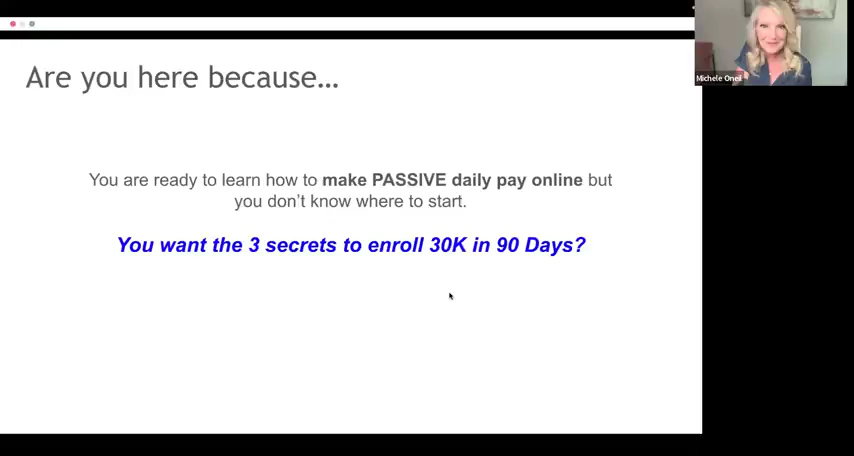 Michele Oneil
Are you here because...
You are ready to learn how to make PASSIVE daily pay online but
you don’t know where to start.
You want the 3 secrets to enroll 30K in 90 Days?